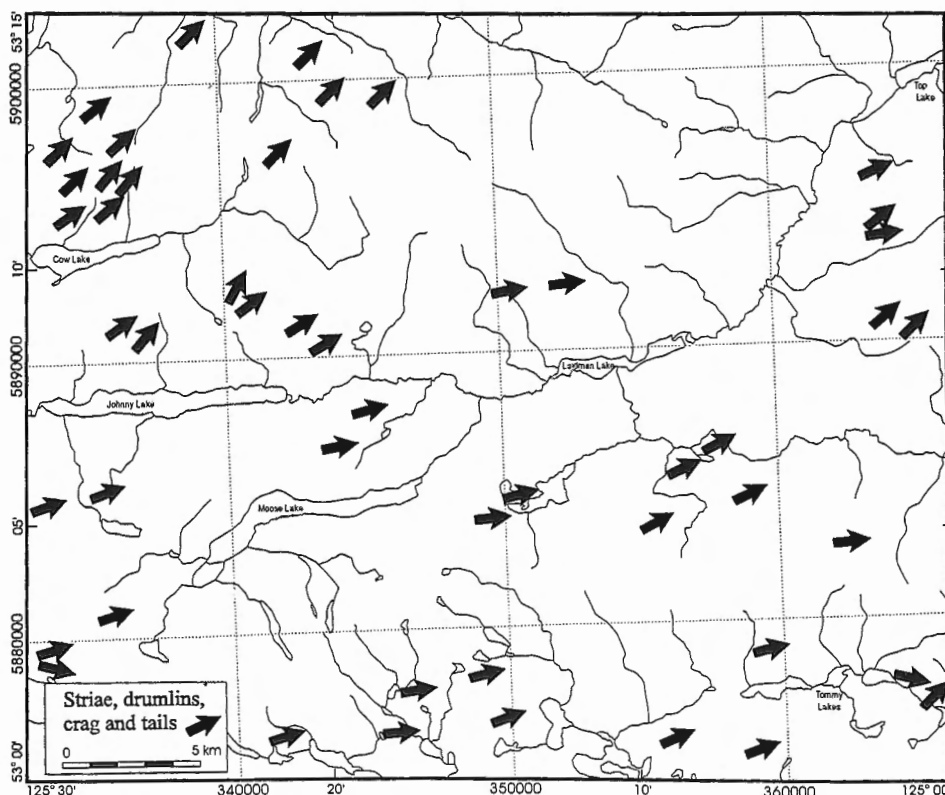 53° 15'
5900000
Top
Lake
Cow Lake
10'
5890000
Laidman Lake
Johnny Lake
Moose Lake
05'
5880000
Striae, drumlins,
crag and tails
0 5 km
Tommy
Lakes
53° 00'
125° 30' 340000 20' 350000 10' 360000 125° 00'